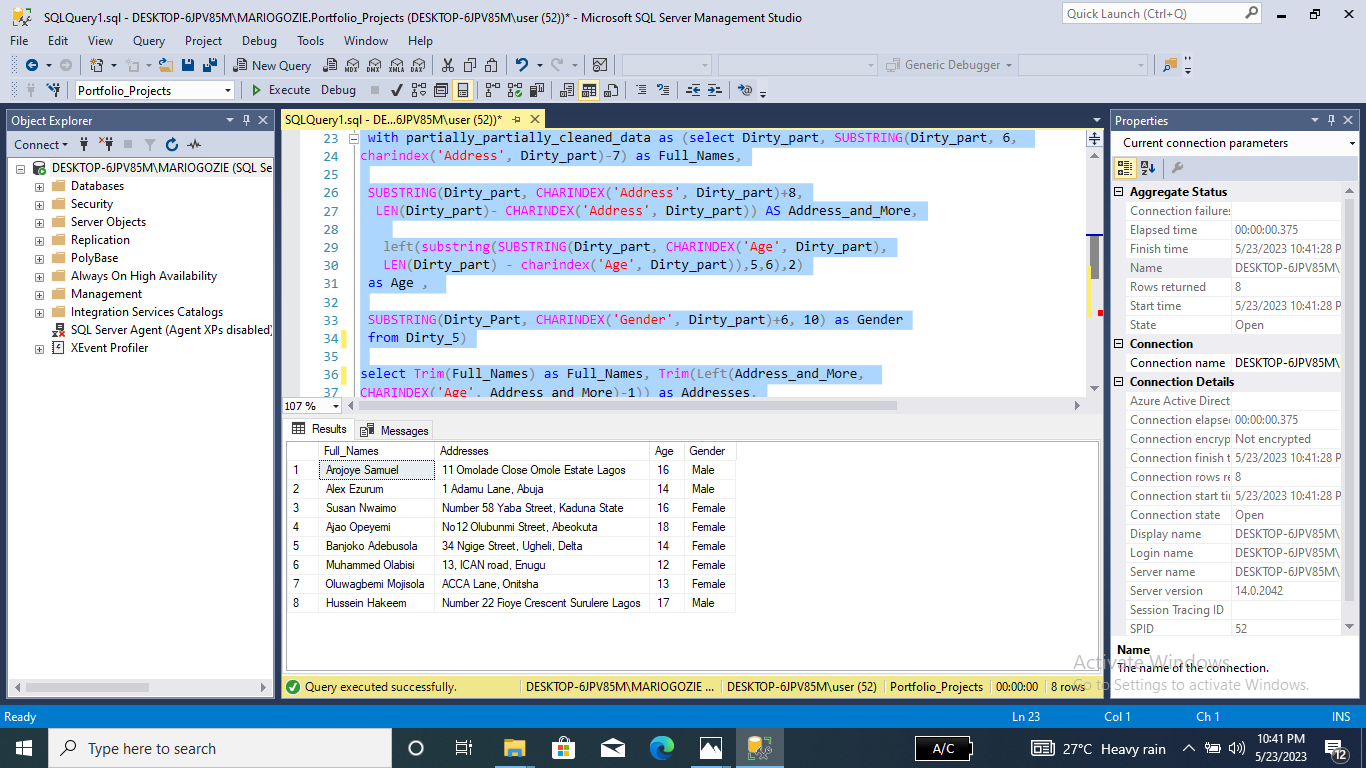 SQLQuery1.sql - DESKTOP-6JPV85M\MARIOGOZIE.Portfolio_Projects (DESKTOP-6JPV85M\user (52))* - Microsoft SQL Server Management Studio
Quick Launch (Ctrl+Q)
File Edit View Query Project Debug Tools Window Help
New Query MDX DMX XMLA DAX Generic Debugger
Portfolio_Projects Execute Debug
Object Explorer
Connect
DESKTOP-6JPV85M\MARIOGOZIE (SQL Se
Databases
Security
Server Objects
Replication
PolyBase
Always On High Availability
Management
Integration Services Catalogs
SQL Server Agent (Agent XPs disabled)
XEvent Profiler
SQLQuery1.sql - DE...6JPV85M\user (52))*
23 with partially_partially_cleaned_data as (select Dirty_part, SUBSTRING(Dirty_part, 6,
24 charindex('Address', Dirty_part)-7) as Full_Names,
25
26 SUBSTRING(Dirty_part, CHARINDEX('Address', Dirty_part)+8,
27 LEN(Dirty_part)- CHARINDEX('Address', Dirty_part)) AS Address_and_More,
28
29 left(substring(SUBSTRING(Dirty_part, CHARINDEX('Age', Dirty_part),
30 LEN(Dirty_part) - charindex('Age', Dirty_part)),5,6),2)
31 as Age ,
32
33 SUBSTRING(Dirty_Part, CHARINDEX('Gender', Dirty_part)+6, 10) as Gender
34 from Dirty_5)
35
36 select Trim(Full_Names) as Full_Names, Trim(Left(Address_and_More,
37 CHARINDEX('Age', Address_and_More)-1)) as Addresses,
107 %
Results Messages
Full_Names Addresses Age Gender
1 Arojoye Samuel 11 Omolade Close Omole Estate Lagos 16 Male
2 Alex Ezurum 1 Adamu Lane, Abuja 14 Male
3 Susan Nwaimo Number 58 Yaba Street, Kaduna State 16 Female
4 Ajao Opeyemi No12 Olubunmi Street, Abeokuta 18 Female
5 Banjoko Adebusola 34 Ngige Street, Ugheli, Delta 14 Female
6 Muhammed Olabisi 13, ICAN road, Enugu 12 Female
7 Oluwagbemi Mojisola ACCA Lane, Onitsha 13 Female
8 Hussein Hakeem Number 22 Fioye Crescent Surulere Lagos 17 Male
Query executed successfully. DESKTOP-6JPV85M\MARIOGOZIE ... DESKTOP-6JPV85M\user (52) Portfolio_Projects 00:00:00 8 rows
Properties
Current connection parameters
Aggregate Status
Connection failures
Elapsed time 00:00:00.375
Finish time 5/23/2023 10:41:28 P
Name DESKTOP-6JPV85M\
Rows returned 8
Start time 5/23/2023 10:41:28 P
State Open
Connection
Connection name DESKTOP-6JPV85M\
Connection Details
Azure Active Direct
Connection elapse 00:00:00.375
Connection encryp Not encrypted
Connection finish t 5/23/2023 10:41:28 P
Connection rows re 8
Connection start ti 5/23/2023 10:41:28 P
Connection state Open
Display name DESKTOP-6JPV85M\
Login name DESKTOP-6JPV85M\
Server name DESKTOP-6JPV85M\
Server version 14.0.2042
Session Tracing ID
SPID 52
Name
The name of the connection.
Activate Windows
Go to Settings to activate Windows.
Ready Ln 23 Col 1 Ch 1 INS
Type here to search
A/C
27°C Heavy rain
10:41 PM
5/23/2023
12